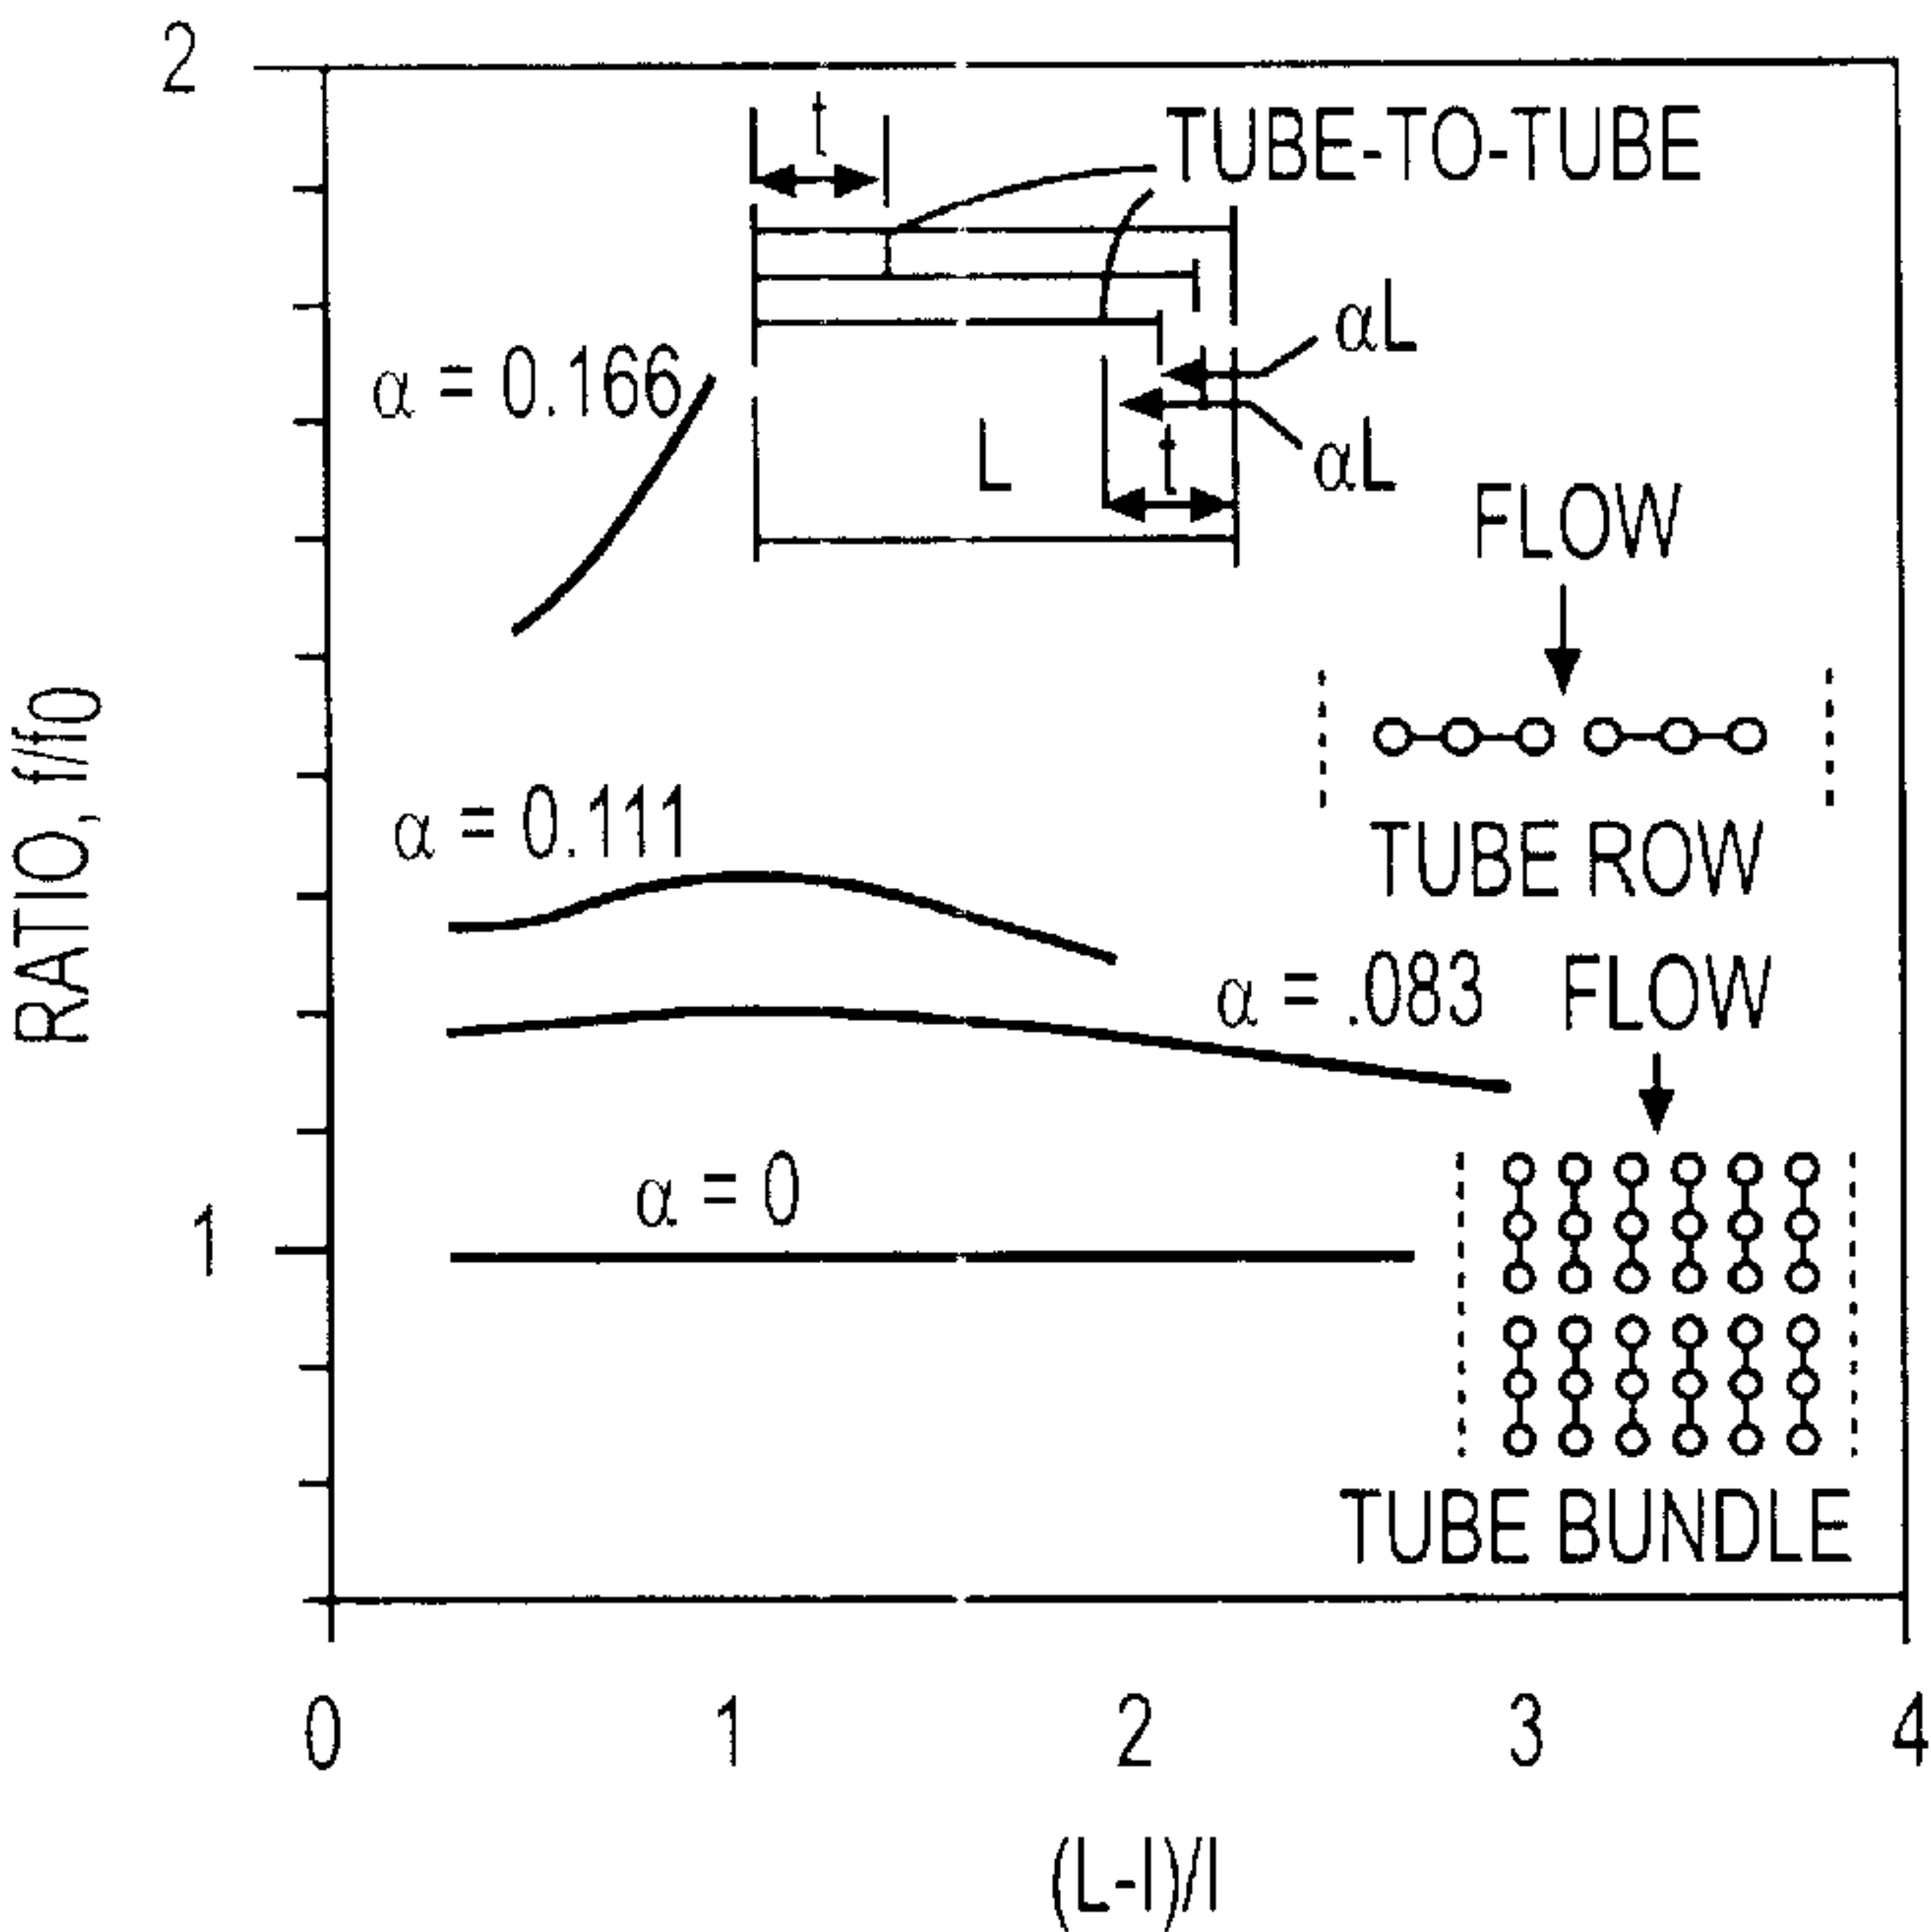 2
t
TUBE-TO-TUBE
αL
α = 0.166
L
t
αL
FLOW
RATIO, f/f0
α = 0.111
TUBE ROW
α = .083
FLOW
α = 0
1
TUBE BUNDLE
0 1 2 3 4
(L-l)/l